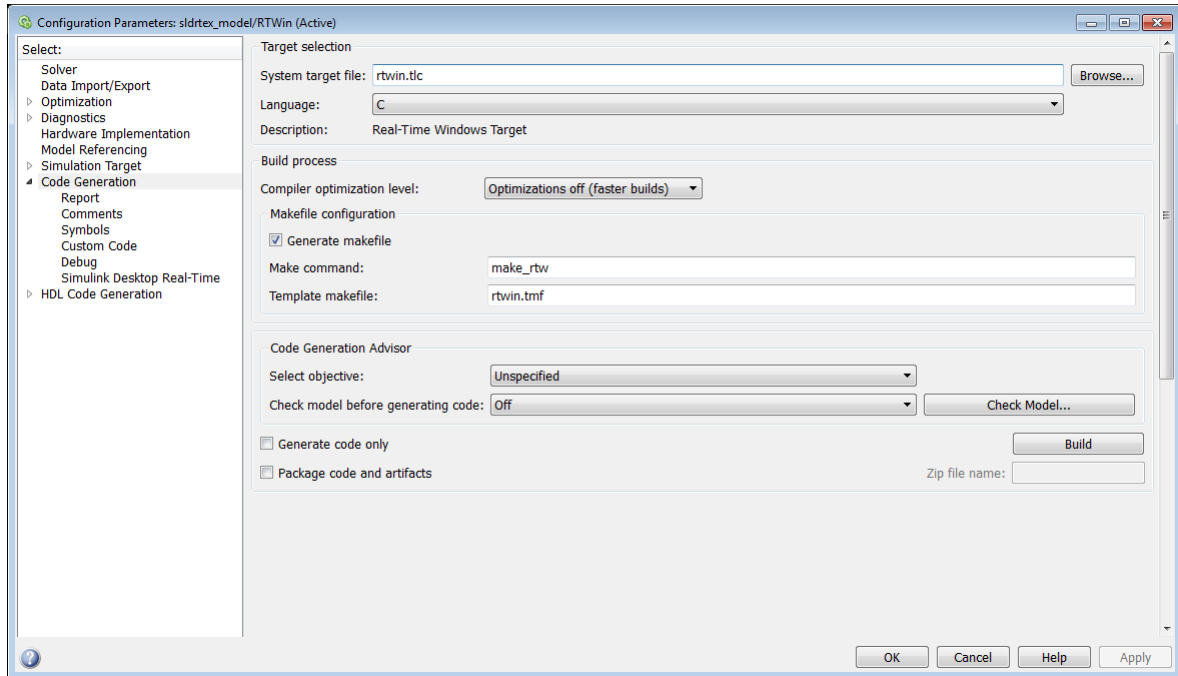 Configuration Parameters: sldrtex_model/RTWin (Active)
Select:
Solver
Data Import/Export
Optimization
Diagnostics
Hardware Implementation
Model Referencing
Simulation Target
Code Generation
Report
Comments
Symbols
Custom Code
Debug
Simulink Desktop Real-Time
HDL Code Generation
Target selection
System target file: rtwin.tlc Browse...
Language: C
Description: Real-Time Windows Target
Build process
Compiler optimization level: Optimizations off (faster builds)
Makefile configuration
Generate makefile
Make command: make_rtw
Template makefile: rtwin.tmf
Code Generation Advisor
Select objective: Unspecified
Check model before generating code: Off Check Model...
Generate code only Build
Package code and artifacts Zip file name:
? OK Cancel Help Apply